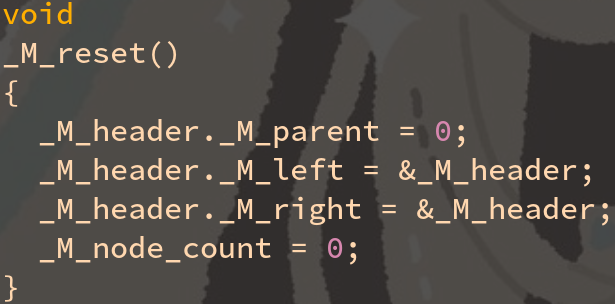 void
_M_reset()
{
  _M_header._M_parent = 0;
  _M_header._M_left = &_M_header;
  _M_header._M_right = &_M_header;
  _M_node_count = 0;
}